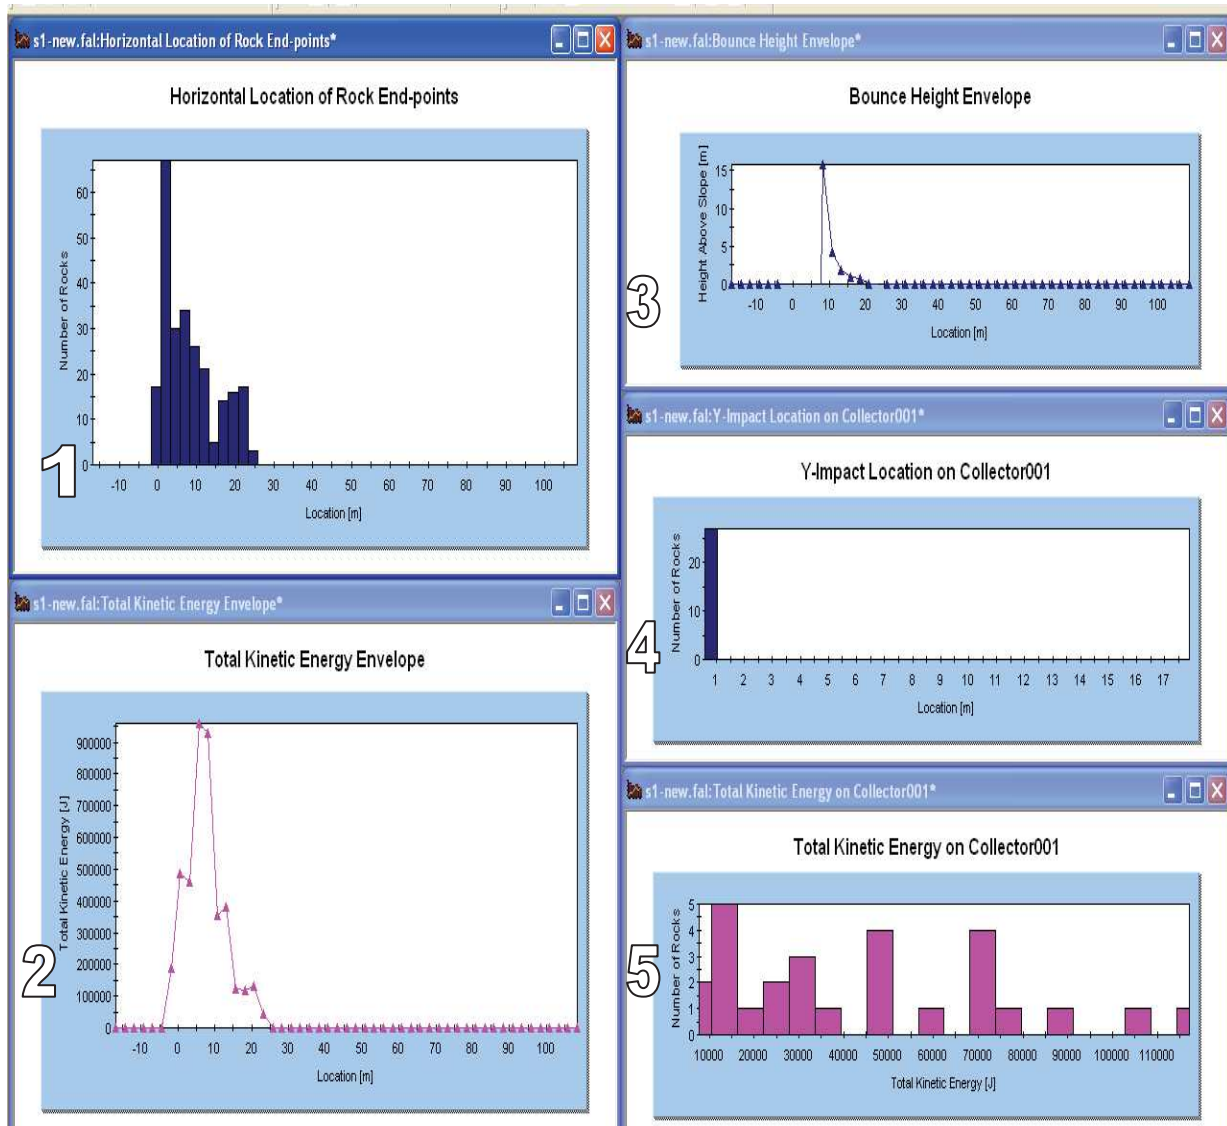 s1-new.fal:Horizontal Location of Rock End-points*
Horizontal Location of Rock End-points
Number of Rocks
60
50
40
30
20
10
0
-10 0 10 20 30 40 50 60 70 80 90 100
Location [m]
1
s1-new.fal:Total Kinetic Energy Envelope*
Total Kinetic Energy Envelope
Total Kinetic Energy [J]
900000
800000
700000
600000
500000
400000
300000
200000
100000
0
-10 0 10 20 30 40 50 60 70 80 90 100
Location [m]
2
s1-new.fal:Bounce Height Envelope*
Bounce Height Envelope
Height Above Slope [m]
15
10
5
0
-10 0 10 20 30 40 50 60 70 80 90 100
Location [m]
3
s1-new.fal:Y-Impact Location on Collector001*
Y-Impact Location on Collector001
Number of Rocks
20
10
0
1 2 3 4 5 6 7 8 9 10 11 12 13 14 15 16 17
Location [m]
4
s1-new.fal:Total Kinetic Energy on Collector001*
Total Kinetic Energy on Collector001
Number of Rocks
5
4
3
2
1
0
10000 20000 30000 40000 50000 60000 70000 80000 90000 100000 110000
Total Kinetic Energy [J]
5